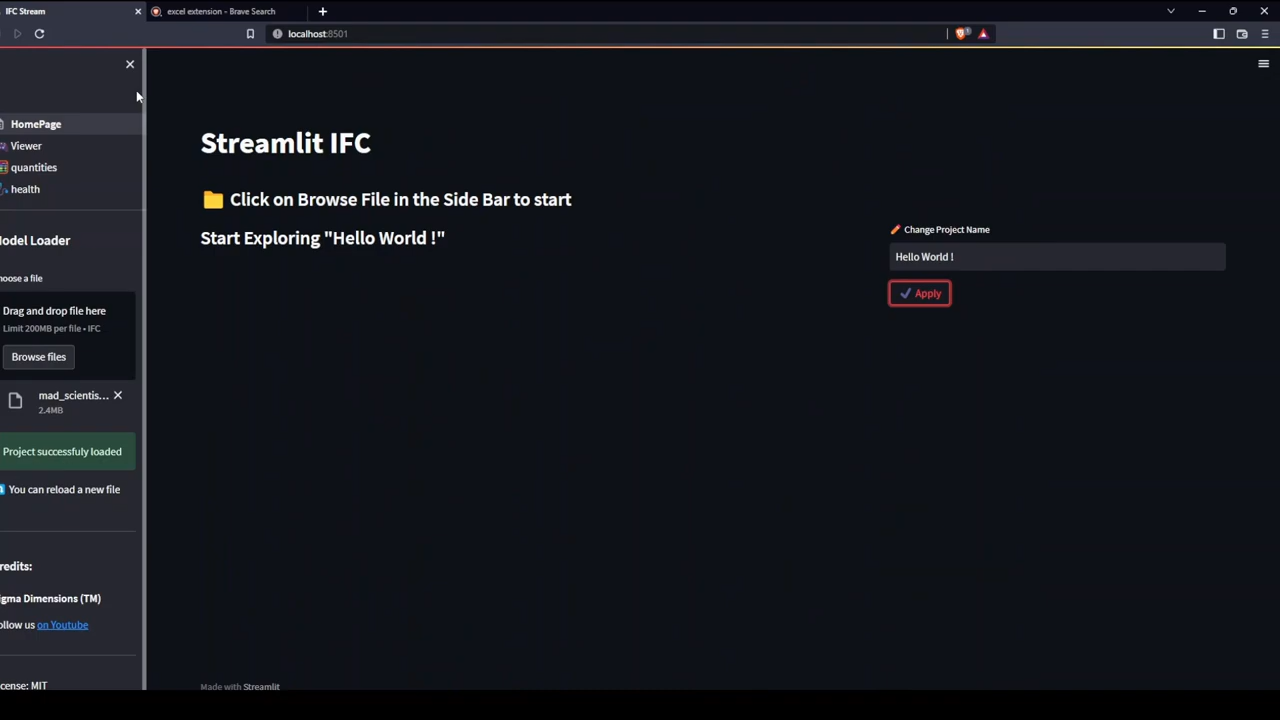 IFC Stream
excel extension - Brave Search
localhost:8501
1
HomePage
Viewer
quantities
health
odel Loader
hoose a file
Drag and drop file here
Limit 200MB per file • IFC
Browse files
mad_scientis...
2.4MB
Project successfuly loaded
You can reload a new file
redits:
igma Dimensions (TM)
ollow us on Youtube
cense: MIT
Streamlit IFC
Click on Browse File in the Side Bar to start
Start Exploring "Hello World !"
Change Project Name
Hello World !
Apply
Made with Streamlit